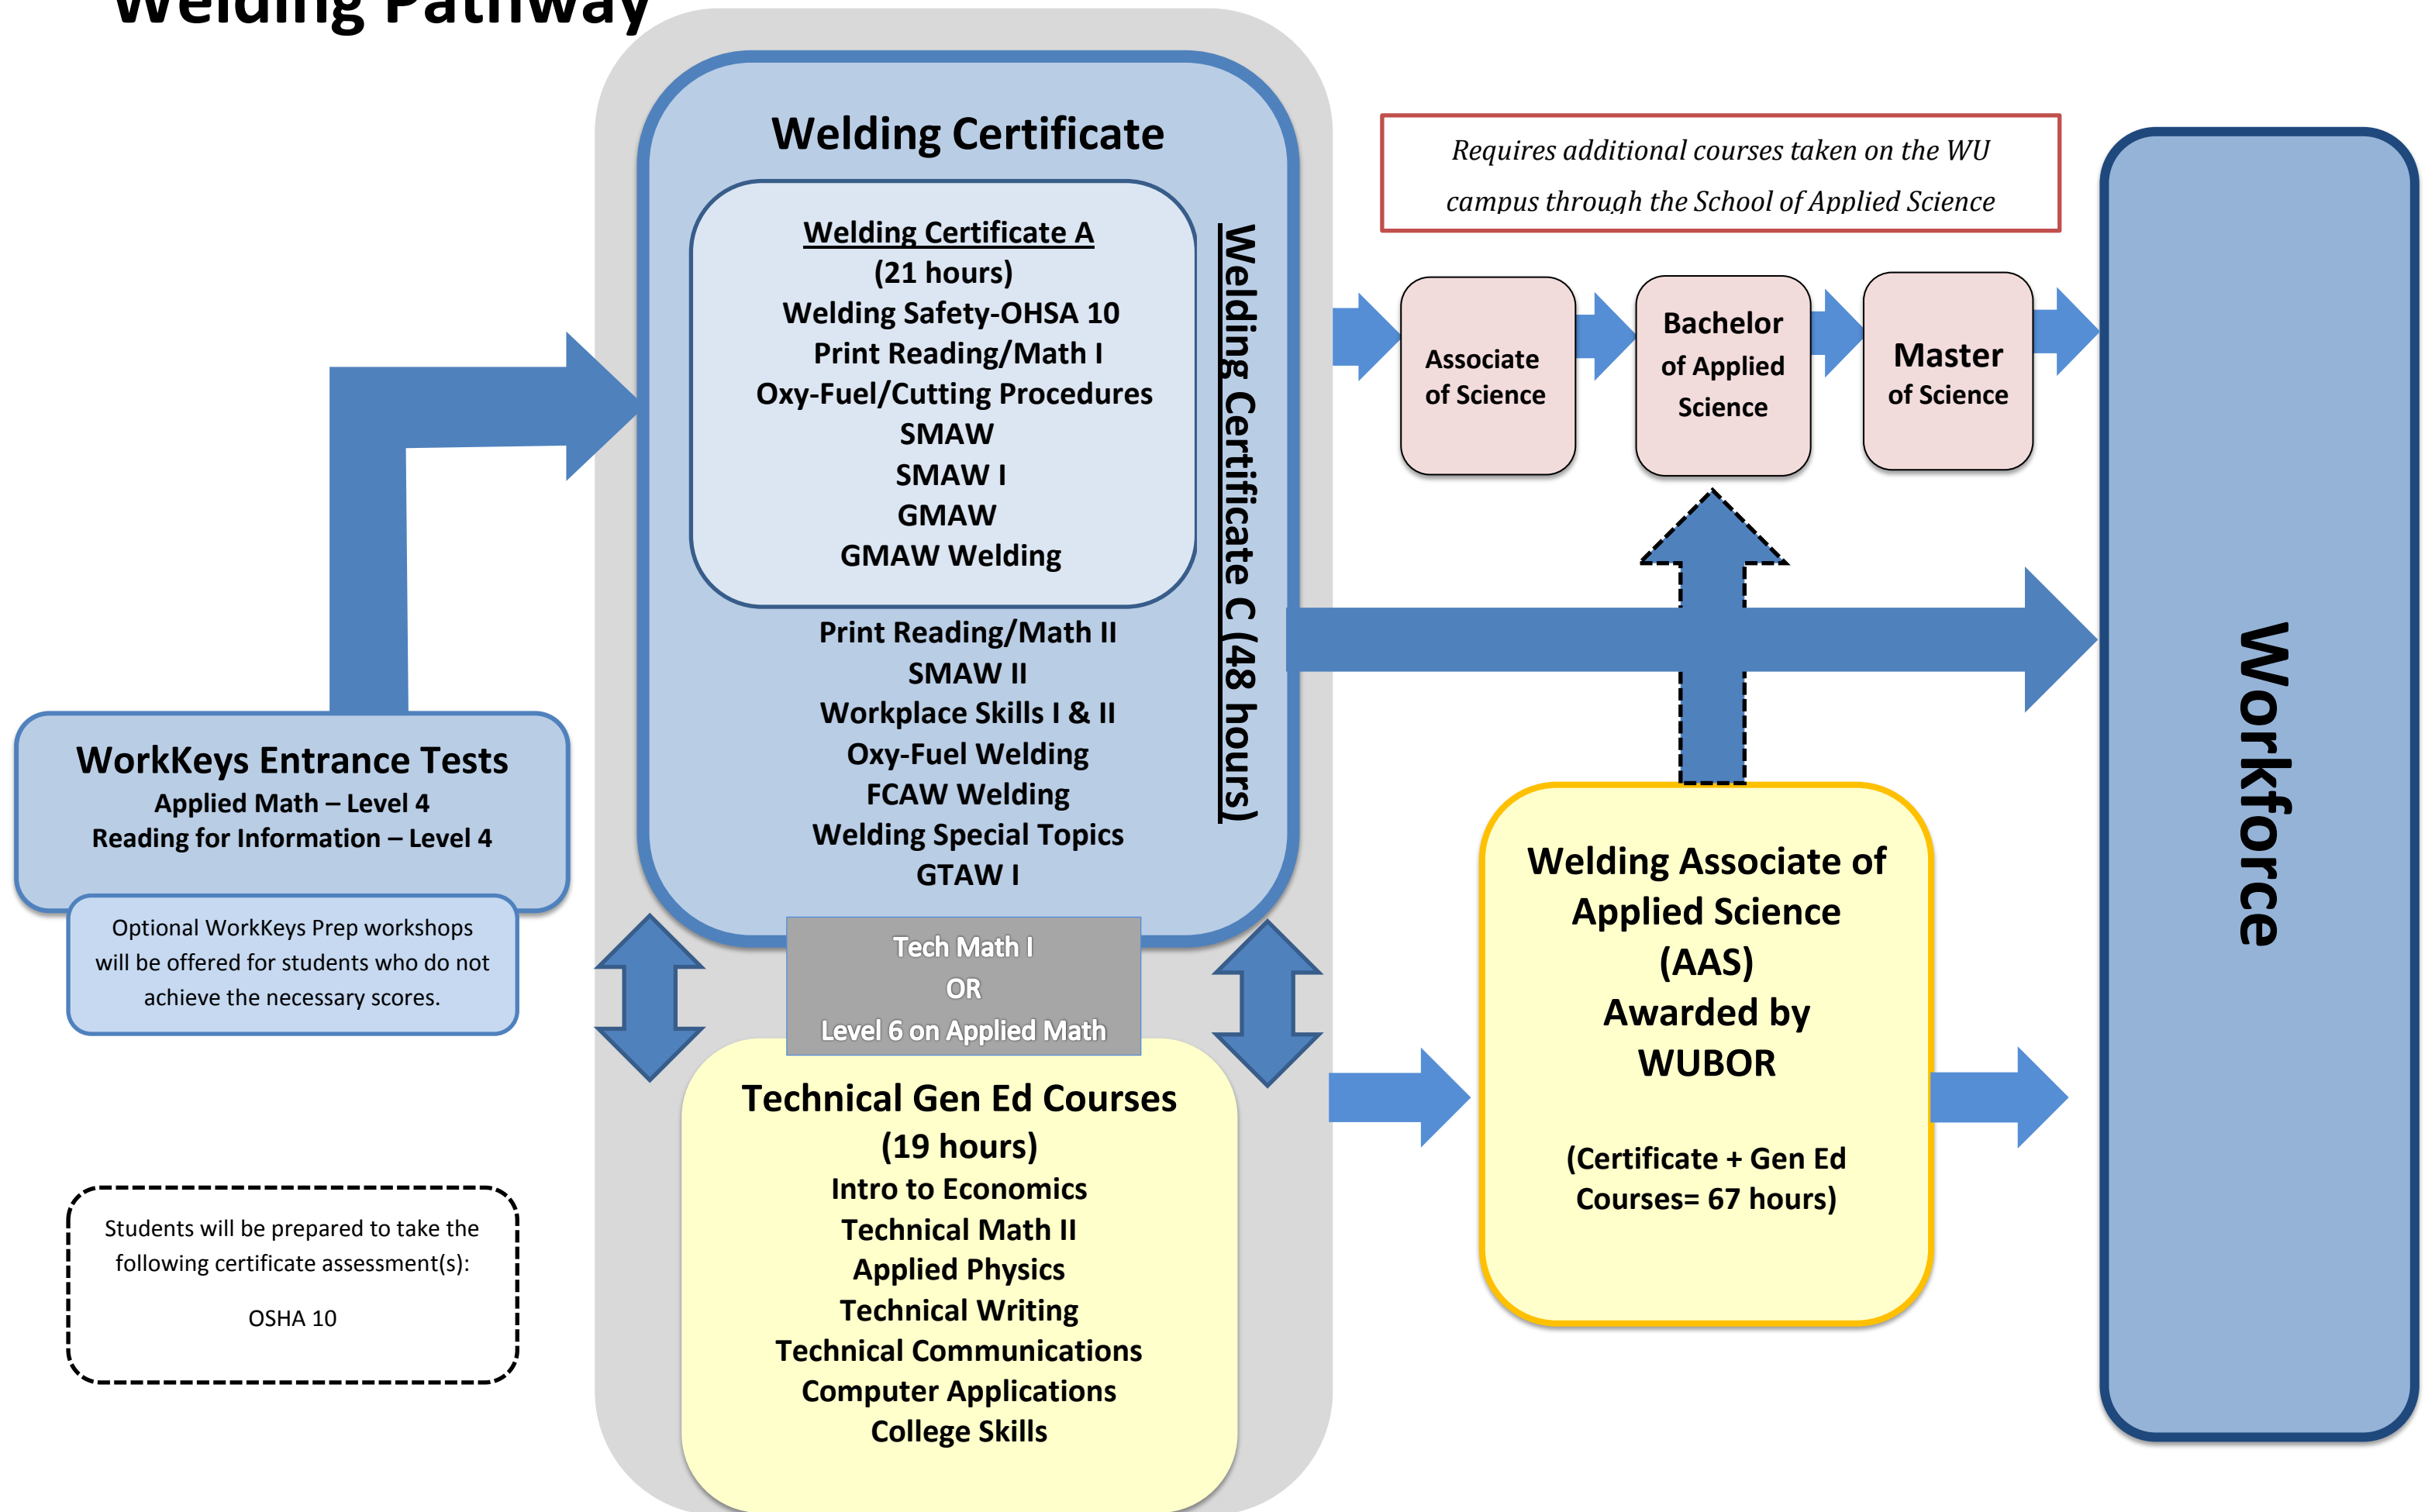 Welding Pathway
Welding Certificate
Welding Certificate A
(21 hours)
Welding Safety-OHSA 10
Print Reading/Math I
Oxy-Fuel/Cutting Procedures
SMAW
SMAW I
GMAW
GMAW Welding
Print Reading/Math II
SMAW II
Workplace Skills I & II
Oxy-Fuel Welding
FCAW Welding
Welding Special Topics
GTAW I
Welding Certificate C (48 hours)
WorkKeys Entrance Tests
Applied Math – Level 4
Reading for Information – Level 4
Optional WorkKeys Prep workshops
will be offered for students who do not
achieve the necessary scores.
Students will be prepared to take the
following certificate assessment(s):
OSHA 10
Tech Math I
OR
Level 6 on Applied Math
Technical Gen Ed Courses
(19 hours)
Intro to Economics
Technical Math II
Applied Physics
Technical Writing
Technical Communications
Computer Applications
College Skills
Requires additional courses taken on the WU
campus through the School of Applied Science
Associate
of Science
Bachelor
of Applied
Science
Master
of Science
Welding Associate of
Applied Science
(AAS)
Awarded by
WUBOR
(Certificate + Gen Ed
Courses= 67 hours)
Workforce